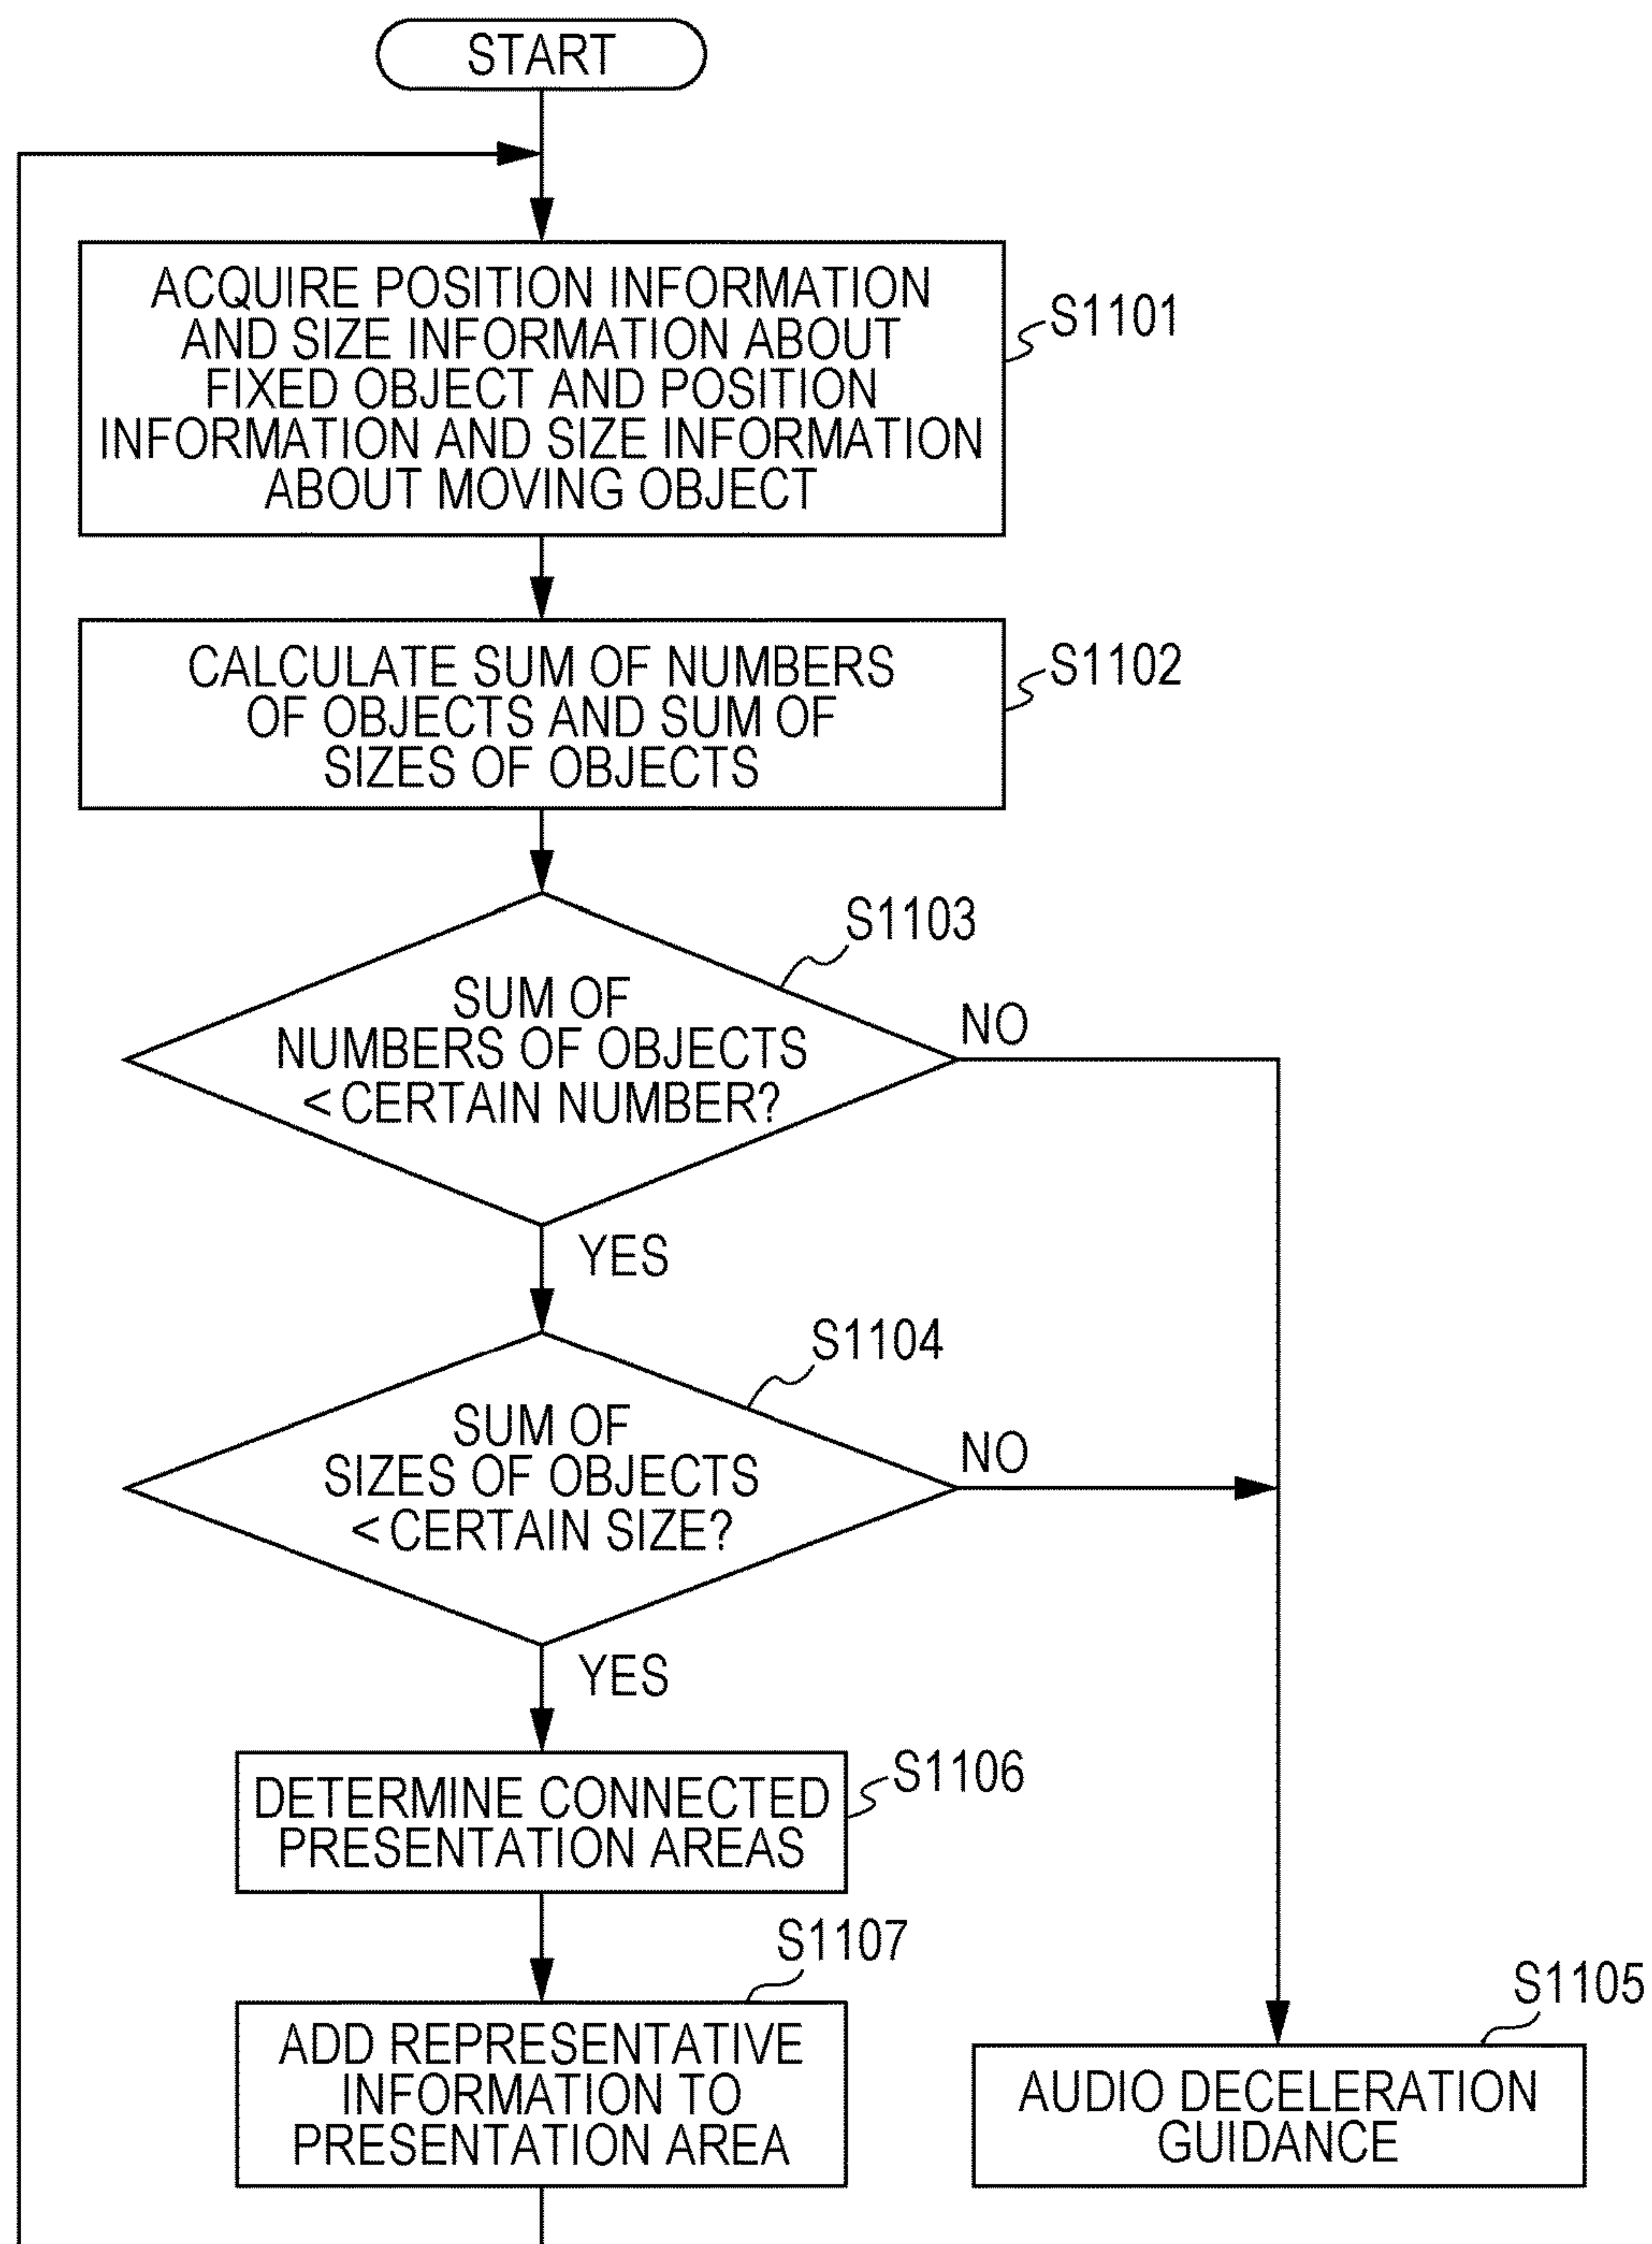 START
ACQUIRE POSITION INFORMATION
AND SIZE INFORMATION ABOUT
FIXED OBJECT AND POSITION
INFORMATION AND SIZE INFORMATION
ABOUT MOVING OBJECT
S1101
CALCULATE SUM OF NUMBERS
OF OBJECTS AND SUM OF
SIZES OF OBJECTS
S1102
S1103
SUM OF
NUMBERS OF OBJECTS
< CERTAIN NUMBER?
NO
YES
S1104
SUM OF
SIZES OF OBJECTS
< CERTAIN SIZE?
NO
YES
DETERMINE CONNECTED
PRESENTATION AREAS
S1106
S1107
ADD REPRESENTATIVE
INFORMATION TO
PRESENTATION AREA
S1105
AUDIO DECELERATION
GUIDANCE